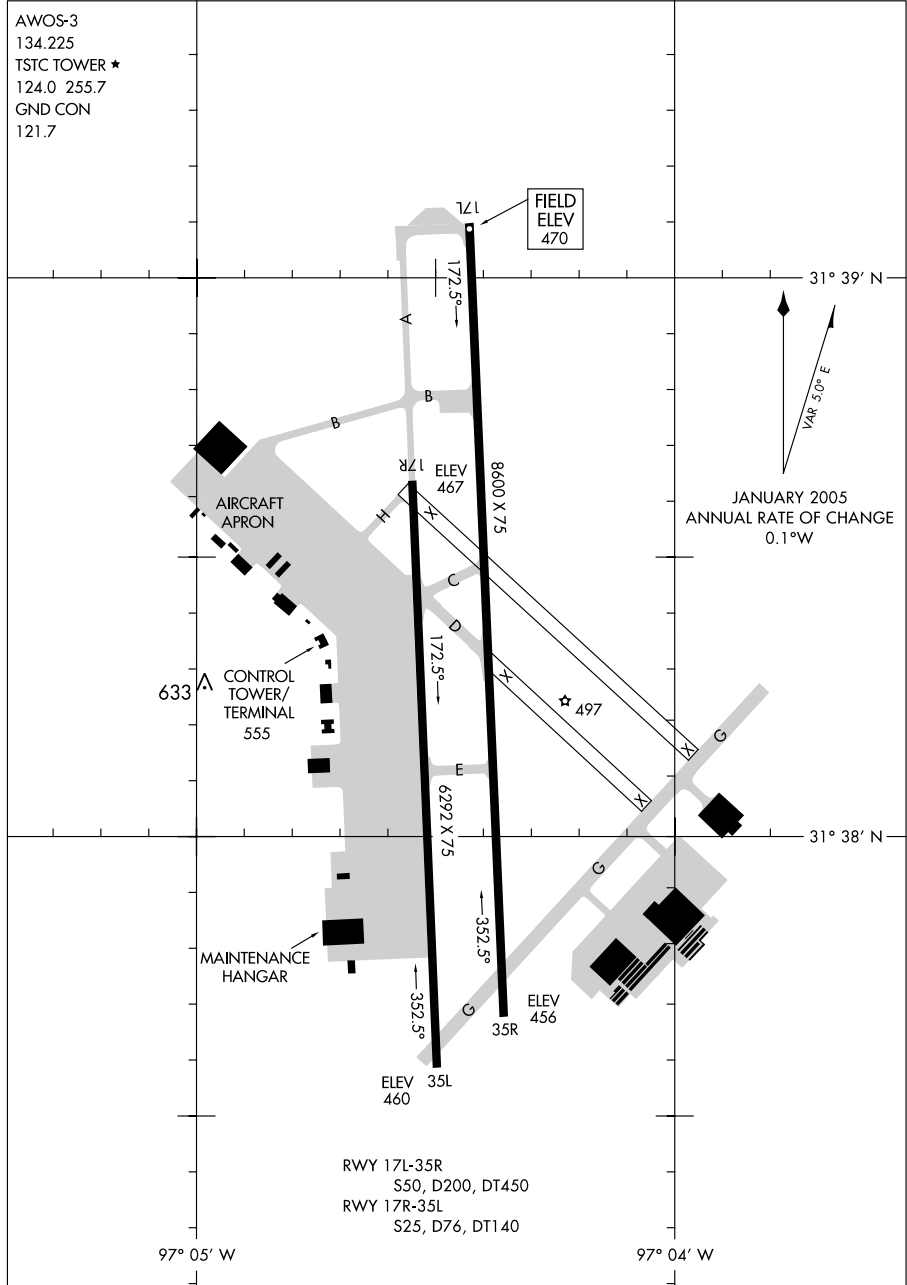 AWOS-3
134.225
TSTC TOWER ★
124.0 255.7
GND CON
121.7
17L
FIELD
ELEV
470
31° 39' N
172.5°
A
VAR 5.0° E
B
B
17R
ELEV
467
8600 X 75
JANUARY 2005
ANNUAL RATE OF CHANGE
0.1°W
AIRCRAFT
APRON
H
X
C
D
172.5°
CONTROL
TOWER/
TERMINAL
555
633
X
497
G
X
E
X
6292 X 75
31° 38' N
G
352.5°
MAINTENANCE
HANGAR
352.5°
G
ELEV
456
35R
ELEV
460
35L
RWY 17L-35R
S50, D200, DT450
RWY 17R-35L
S25, D76, DT140
97° 05' W
97° 04' W